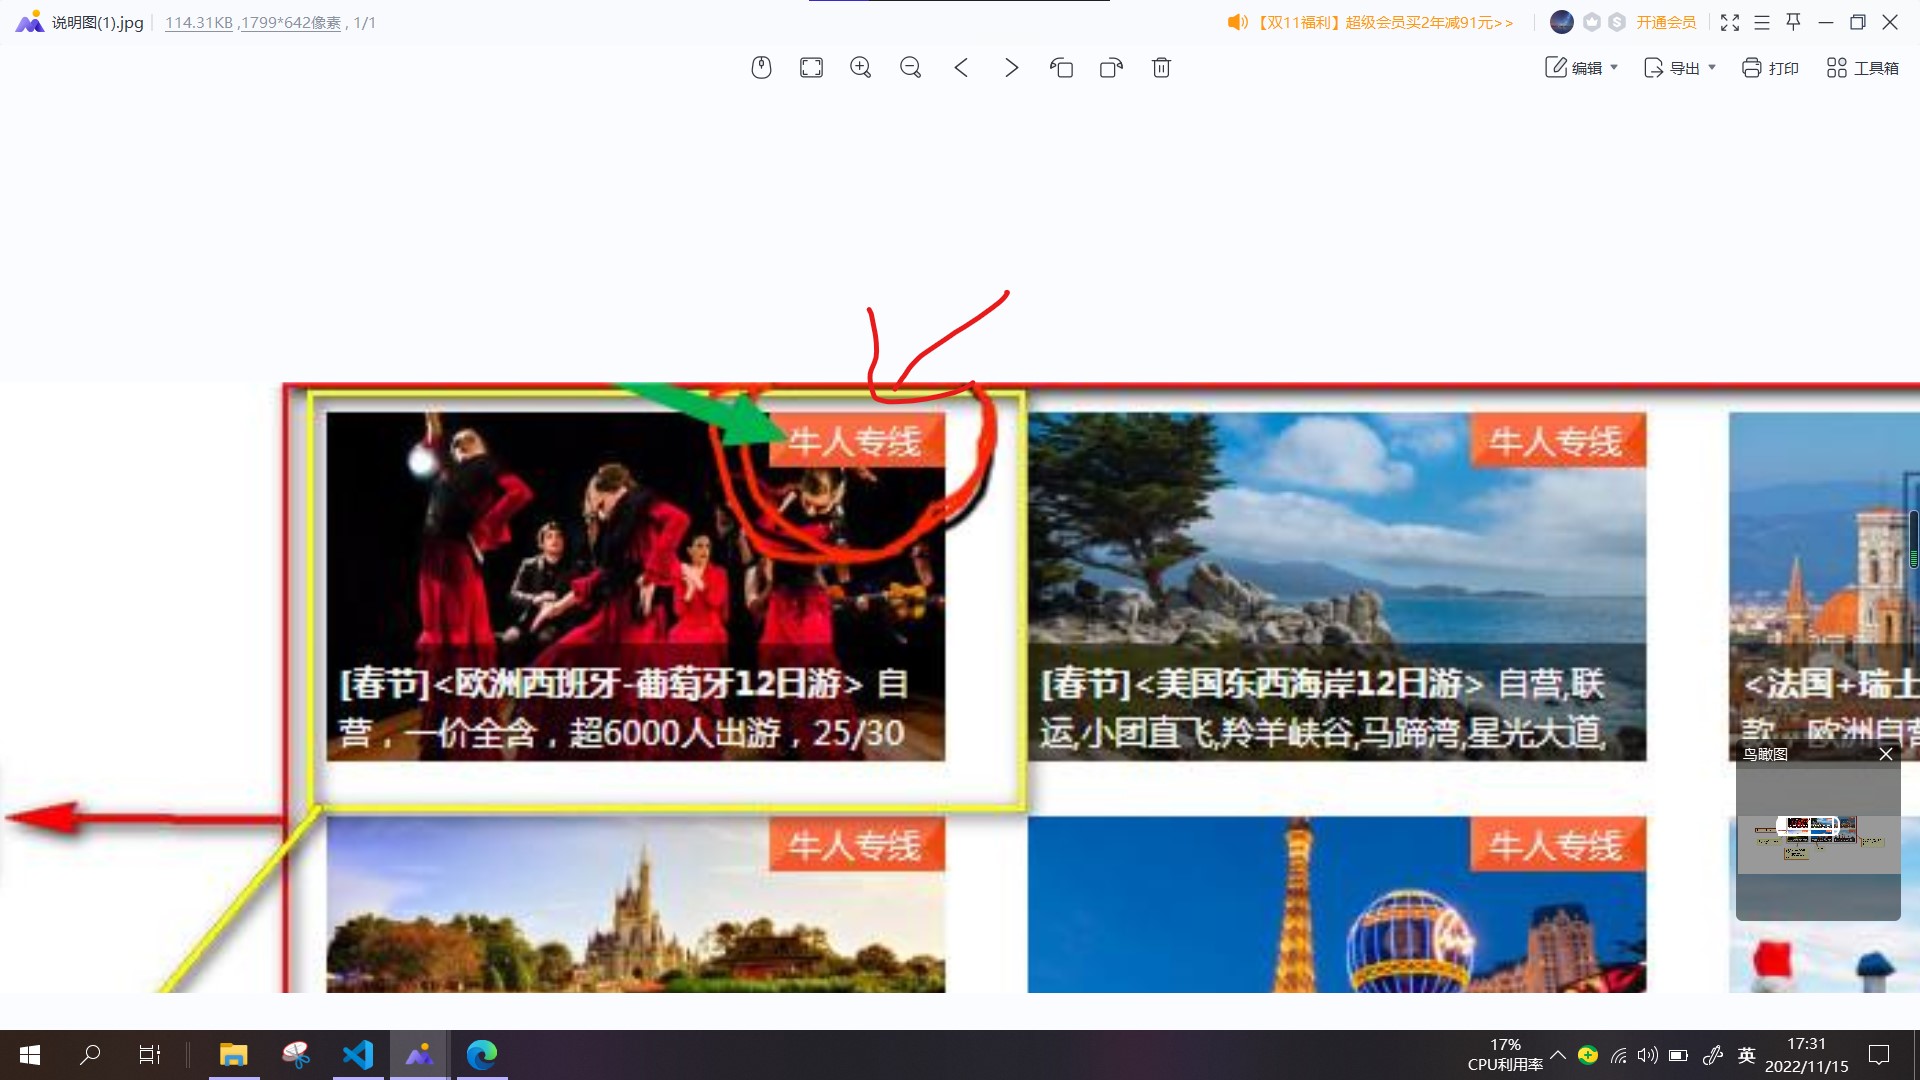 说明图(1).jpg
114.31KB ,1799*642像素 , 1/1
【双11福利】超级会员买2年减91元>>
开通会员
编辑
导出
打印
工具箱
牛人专线
[春节]<欧洲西班牙-葡萄牙12日游> 自
营，一价全含，超6000人出游，25/30
牛人专线
[春节]<美国东西海岸12日游> 自营,联
运,小团直飞,羚羊峡谷,马蹄湾,星光大道,
<法国+瑞士
款，欧洲自营
鸟瞰图
牛人专线
牛人专线
17%
CPU利用率
英
17:31
2022/11/15